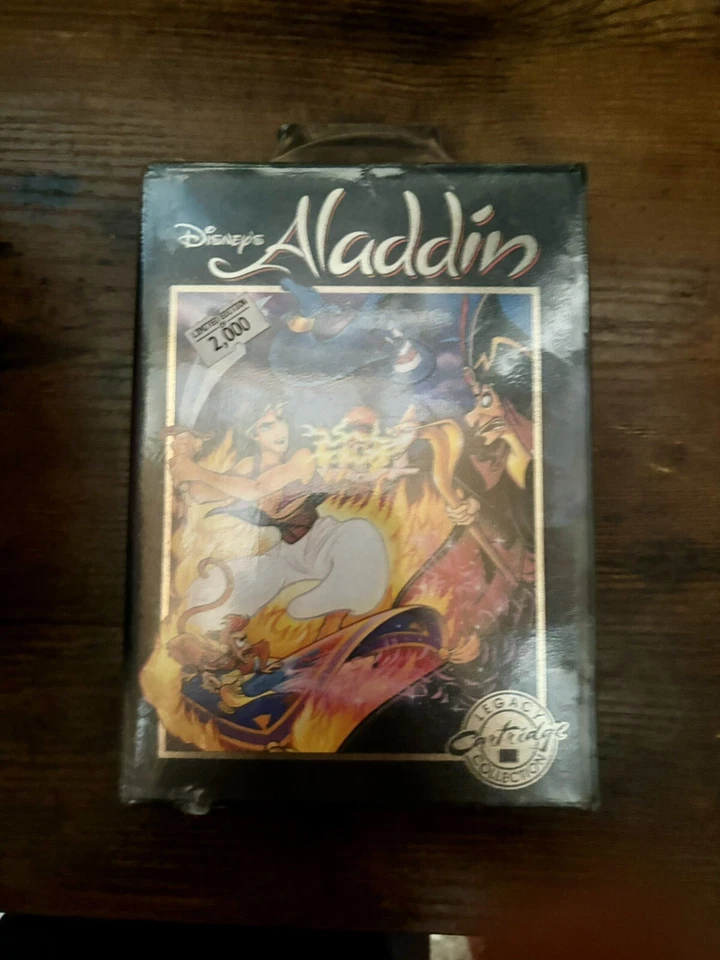 Disney's Aladdin
LIMITED EDITION
2,000
LEGACY
Cartridge
COLLECTION